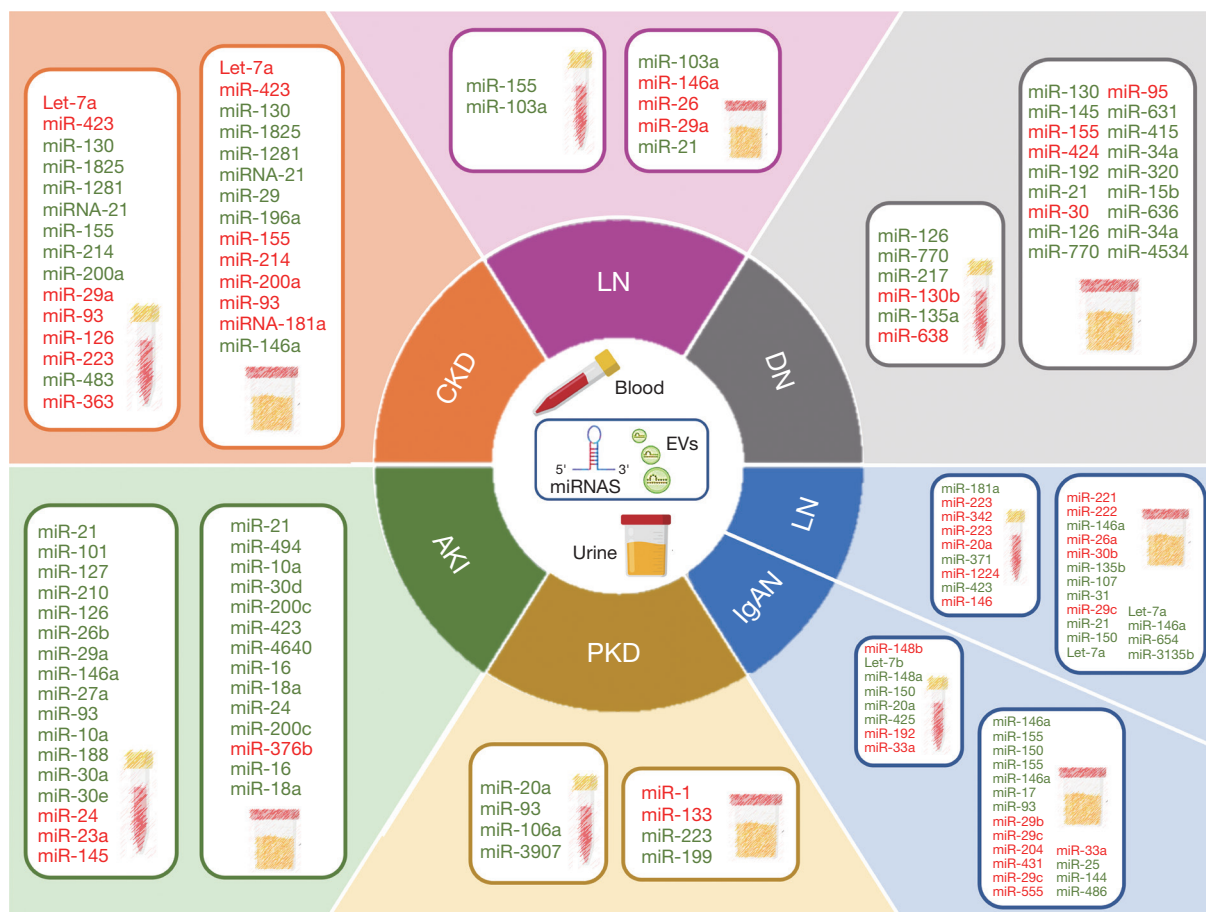 Let-7a
miR-423
miR-130
miR-1825
miR-1281
miRNA-21
miR-155
miR-214
miR-200a
miR-29a
miR-93
miR-126
miR-223
miR-483
miR-363
Let-7a
miR-423
miR-130
miR-1825
miR-1281
miRNA-21
miR-29
miR-196a
miR-155
miR-214
miR-200a
miR-93
miRNA-181a
miR-146a
miR-155
miR-103a
miR-103a
miR-146a
miR-26
miR-29a
miR-21
miR-126
miR-770
miR-217
miR-130b
miR-135a
miR-638
miR-130 miR-95
miR-145 miR-631
miR-155 miR-415
miR-424 miR-34a
miR-192 miR-320
miR-21 miR-15b
miR-30 miR-636
miR-126 miR-34a
miR-770 miR-4534
CKD
LN
DN
LN
IgAN
PKD
AKI
Blood
EVs
5' 3'
miRNAS
Urine
miR-21
miR-101
miR-127
miR-210
miR-126
miR-26b
miR-29a
miR-146a
miR-27a
miR-93
miR-10a
miR-188
miR-30a
miR-30e
miR-24
miR-23a
miR-145
miR-21
miR-494
miR-10a
miR-30d
miR-200c
miR-423
miR-4640
miR-16
miR-18a
miR-24
miR-200c
miR-376b
miR-16
miR-18a
miR-20a
miR-93
miR-106a
miR-3907
miR-1
miR-133
miR-223
miR-199
miR-181a
miR-223
miR-342
miR-223
miR-20a
miR-371
miR-1224
miR-423
miR-146
miR-221
miR-222
miR-146a
miR-26a
miR-30b
miR-135b
miR-107
miR-31
miR-29c Let-7a
miR-21 miR-146a
miR-150 miR-654
Let-7a miR-3135b
miR-148b
Let-7b
miR-148a
miR-150
miR-20a
miR-425
miR-192
miR-33a
miR-146a
miR-155
miR-150
miR-155
miR-146a
miR-17
miR-93
miR-29b
miR-29c
miR-204 miR-33a
miR-431 miR-25
miR-29c miR-144
miR-555 miR-486